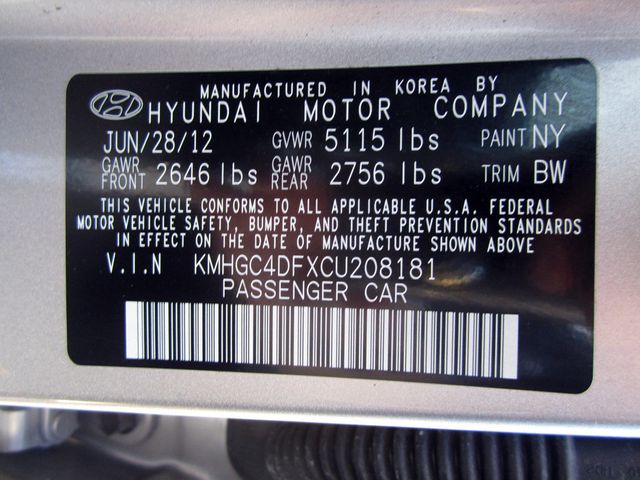 MANUFACTURED IN KOREA BY
HYUNDAI MOTOR COMPANY
JUN/28/12 GVWR 5115 lbs PAINT NY
GAWR FRONT 2646 lbs GAWR REAR 2756 lbs TRIM BW
THIS VEHICLE CONFORMS TO ALL APPLICABLE U.S.A. FEDERAL
MOTOR VEHICLE SAFETY, BUMPER, AND THEFT PREVENTION STANDARDS
IN EFFECT ON THE DATE OF MANUFACTURE SHOWN ABOVE
V.I.N KMHGC4DFXCU208181
PASSENGER CAR